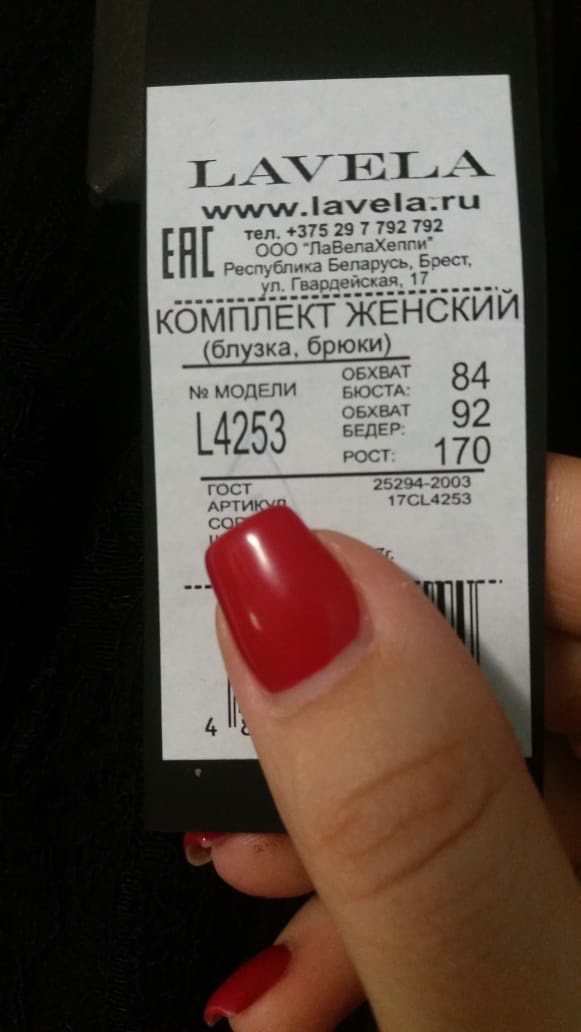 LAVELA
www.lavela.ru
EAC
тел. +375 29 7 792 792
ООО "ЛаВелаХеппи"
Республика Беларусь, Брест,
ул. Гвардейская, 17
КОМПЛЕКТ ЖЕНСКИЙ
(блузка, брюки)
№ МОДЕЛИ
L4253
ОБХВАТ
БЮСТА: 84
ОБХВАТ
БЕДЕР: 92
РОСТ: 170
ГОСТ 25294-2003
АРТИКУЛ 17CL4253
4